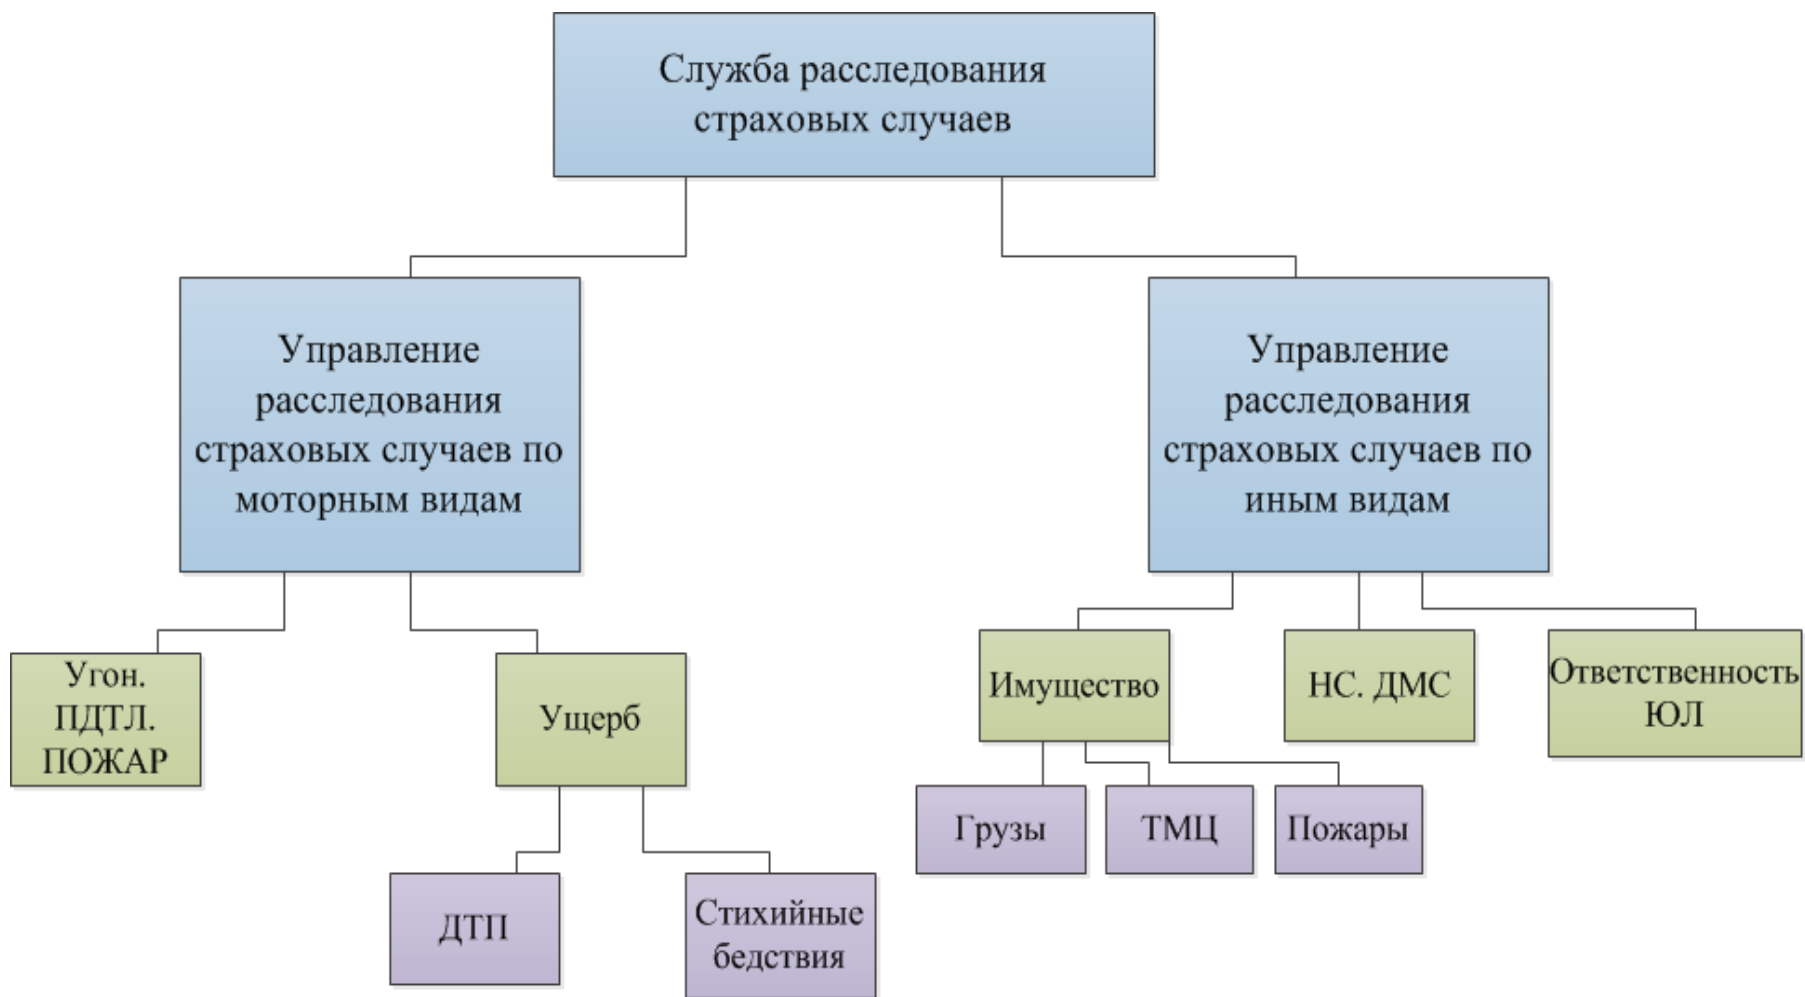 Служба расследования
страховых случаев
Управление
расследования
страховых случаев по
моторным видам
Управление
расследования
страховых случаев по
иным видам
Угон.
ПДТЛ.
ПОЖАР
Ущерб
Имущество
НС. ДМС
Ответственность
ЮЛ
Грузы
ТМЦ
Пожары
ДТП
Стихийные
бедствия